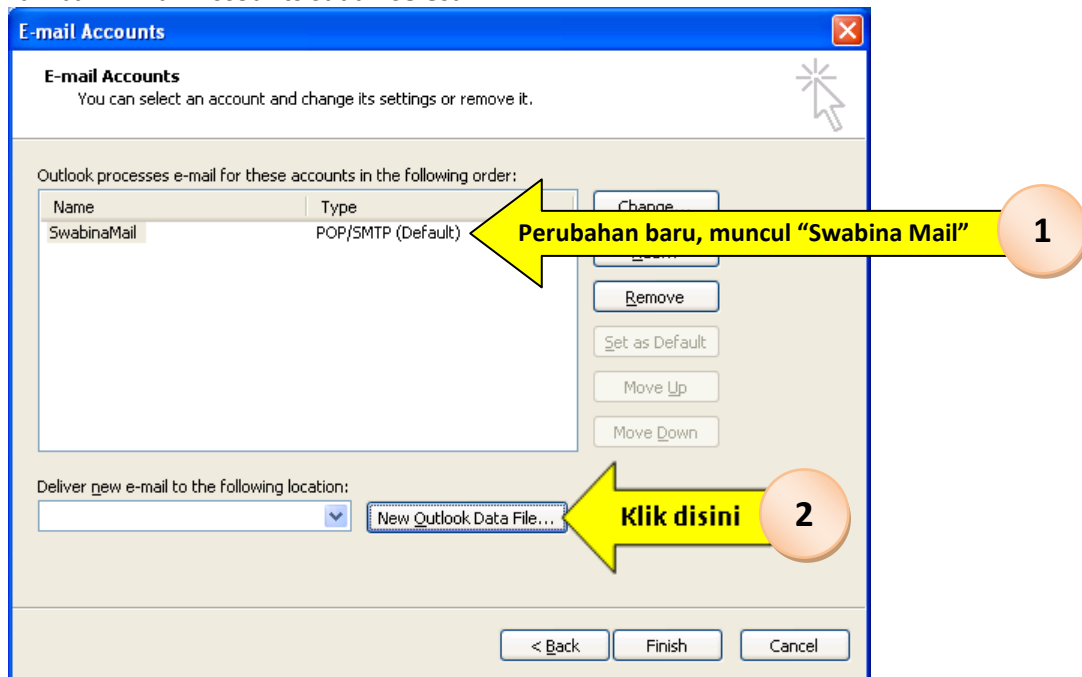 E-mail Accounts
E-mail Accounts
You can select an account and change its settings or remove it.
Outlook processes e-mail for these accounts in the following order:
Name Type
SwabinaMail POP/SMTP (Default)
Change...
Perubahan baru, muncul “Swabina Mail” 1
Remove
Set as Default
Move Up
Move Down
Deliver new e-mail to the following location:
New Outlook Data File... Klik disini 2
< Back Finish Cancel